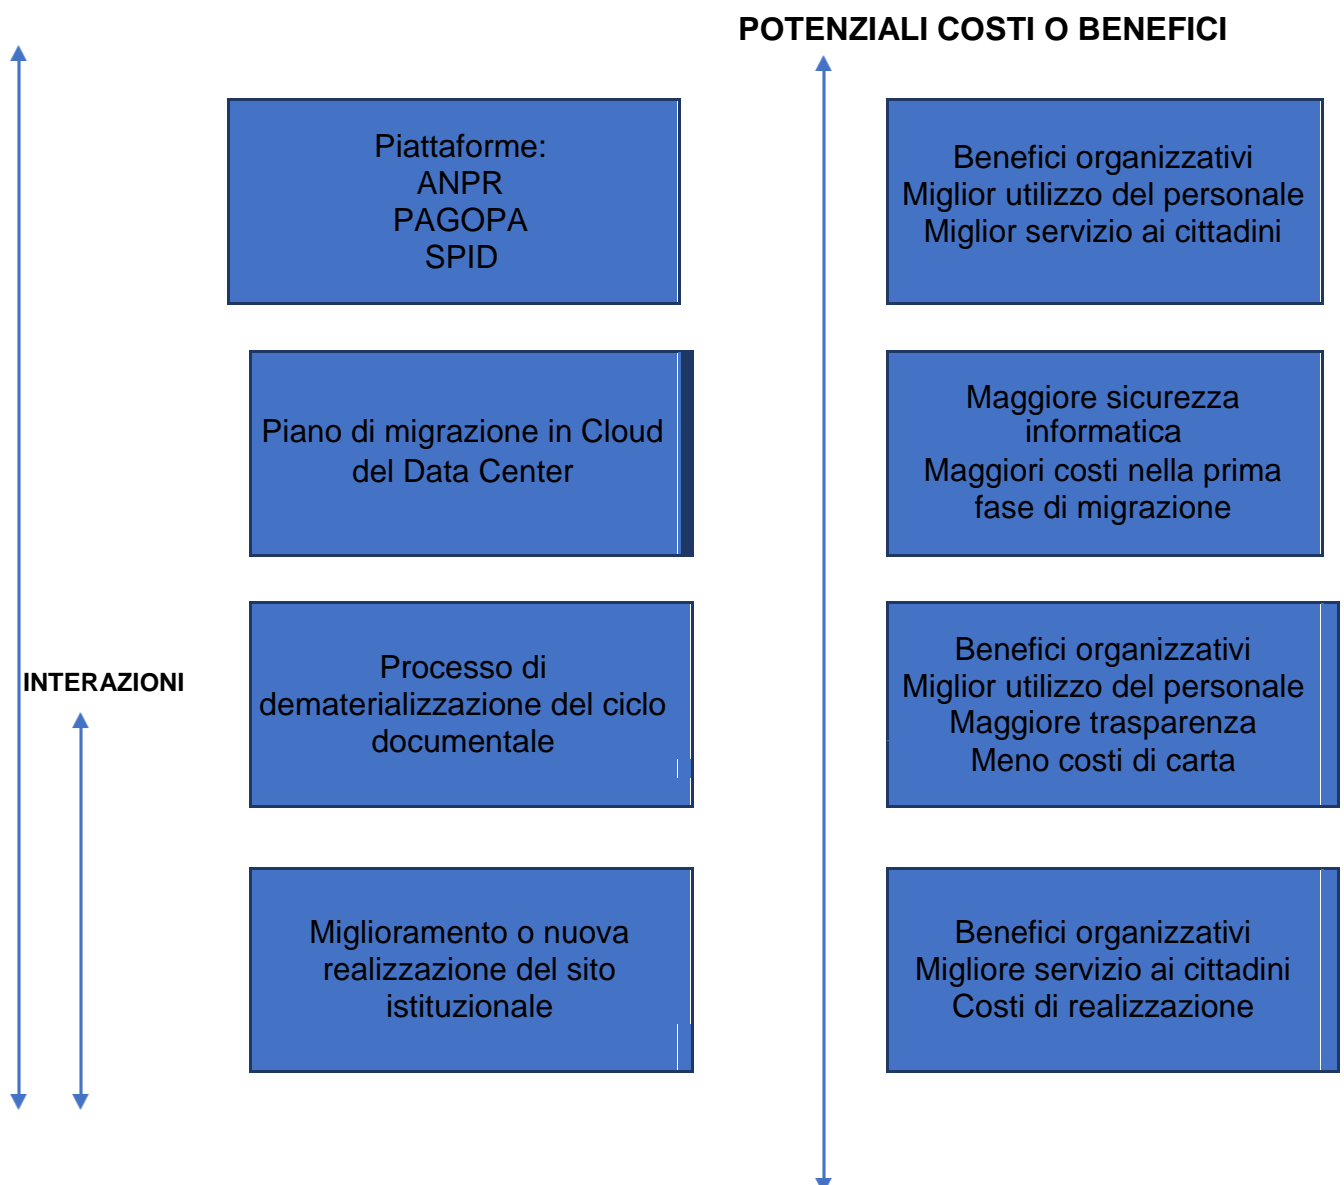 POTENZIALI COSTI O BENEFICI
Piattaforme:
ANPR
PAGOPA
SPID
Benefici organizzativi
Miglior utilizzo del personale
Miglior servizio ai cittadini
Piano di migrazione in Cloud
del Data Center
Maggiore sicurezza
informatica
Maggiori costi nella prima
fase di migrazione
INTERAZIONI
Processo di
dematerializzazione del ciclo
documentale
Benefici organizzativi
Miglior utilizzo del personale
Maggiore trasparenza
Meno costi di carta
Miglioramento o nuova
realizzazione del sito
istituzionale
Benefici organizzativi
Migliore servizio ai cittadini
Costi di realizzazione